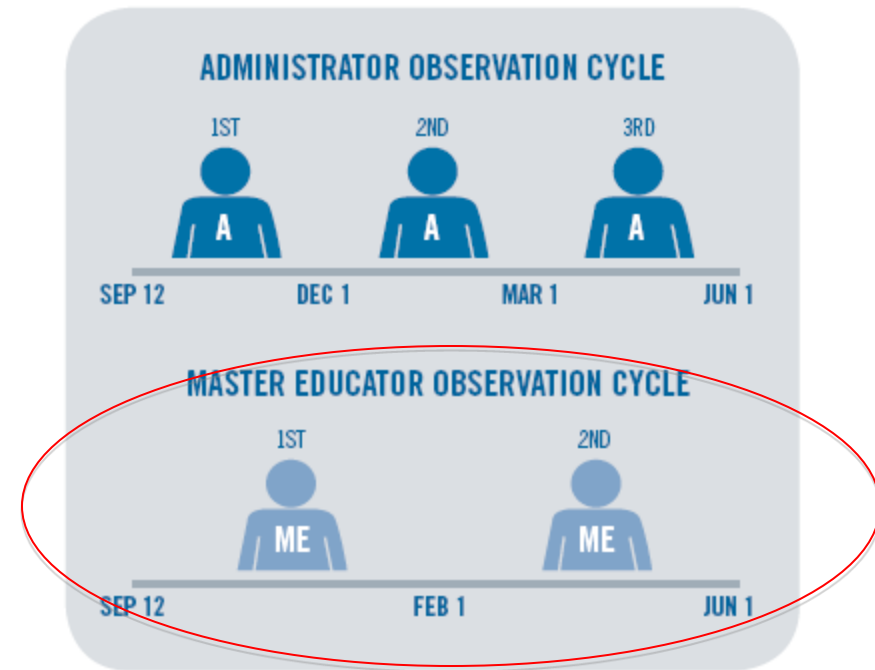 ADMINISTRATOR OBSERVATION CYCLE
1ST 2ND 3RD
A A A
SEP 12 DEC 1 MAR 1 JUN 1
MASTER EDUCATOR OBSERVATION CYCLE
1ST 2ND
ME ME
SEP 12 FEB 1 JUN 1